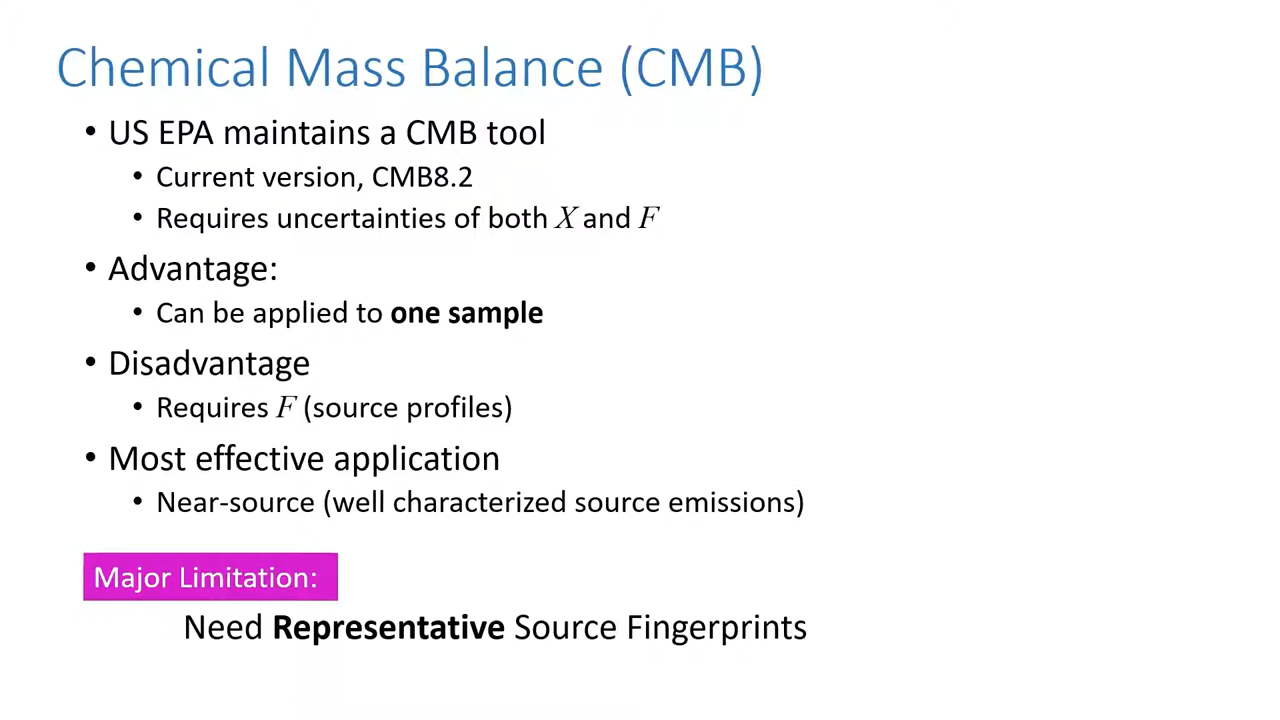 Chemical Mass Balance (CMB)
• US EPA maintains a CMB tool
• Current version, CMB8.2
• Requires uncertainties of both X and F
• Advantage:
• Can be applied to one sample
• Disadvantage
• Requires F (source profiles)
• Most effective application
• Near-source (well characterized source emissions)
Major Limitation:
Need Representative Source Fingerprints